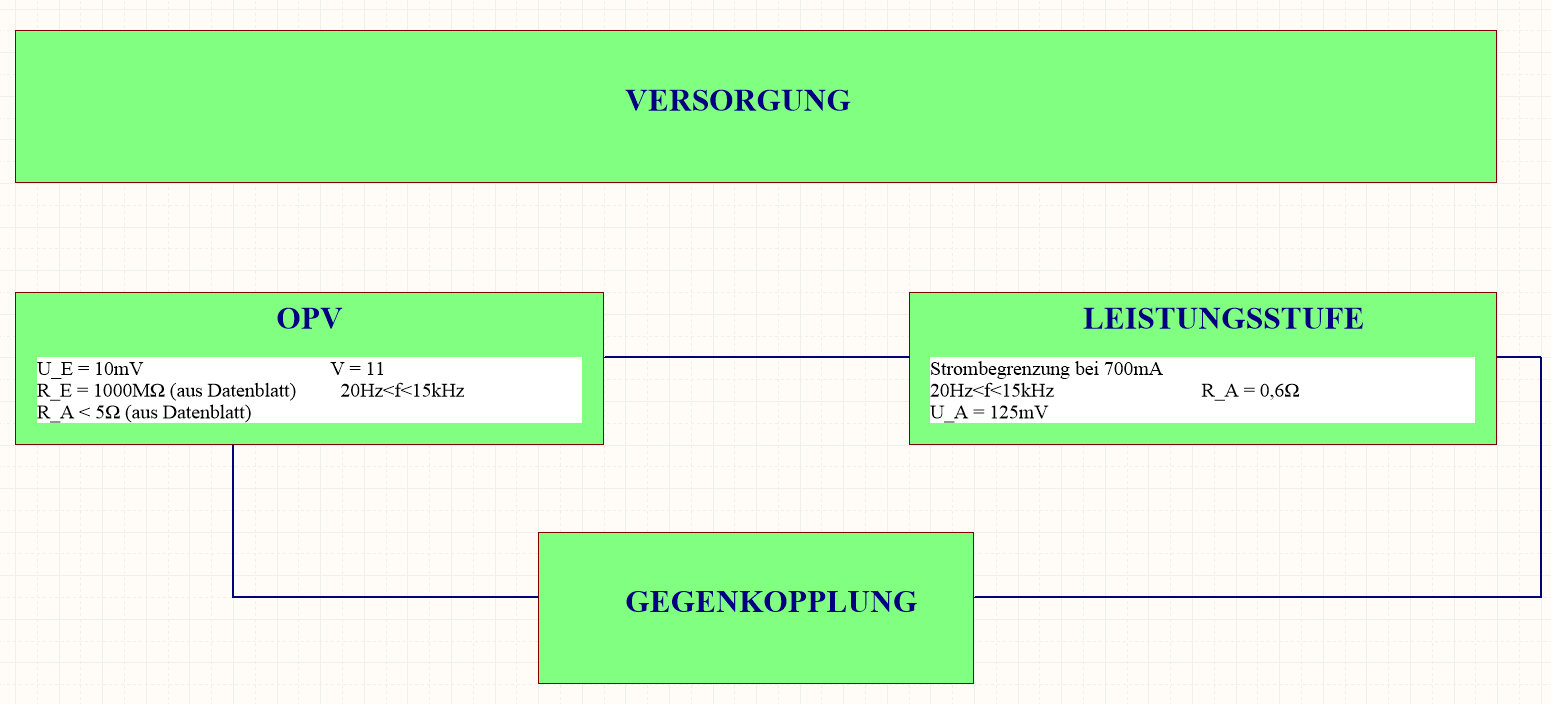 VERSORGUNG
OPV
U_E = 10mV V = 11
R_E = 1000MΩ (aus Datenblatt) 20Hz<f<15kHz
R_A < 5Ω (aus Datenblatt)
LEISTUNGSSTUFE
Strombegrenzung bei 700mA
20Hz<f<15kHz R_A = 0,6Ω
U_A = 125mV
GEGENKOPPLUNG